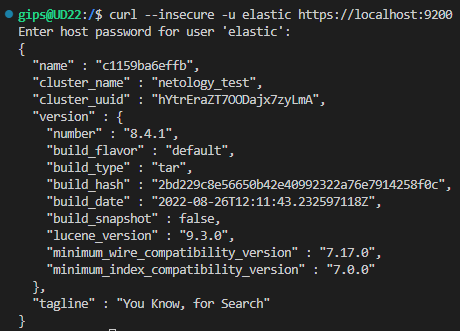 gips@UD22:/$ curl --insecure -u elastic https://localhost:9200
Enter host password for user 'elastic':
{
  "name" : "c1159ba6effb",
  "cluster_name" : "netology_test",
  "cluster_uuid" : "hYtrEraZT7OODajx7zyLmA",
  "version" : {
    "number" : "8.4.1",
    "build_flavor" : "default",
    "build_type" : "tar",
    "build_hash" : "2bd229c8e56650b42e40992322a76e7914258f0c",
    "build_date" : "2022-08-26T12:11:43.232597118Z",
    "build_snapshot" : false,
    "lucene_version" : "9.3.0",
    "minimum_wire_compatibility_version" : "7.17.0",
    "minimum_index_compatibility_version" : "7.0.0"
  },
  "tagline" : "You Know, for Search"
}